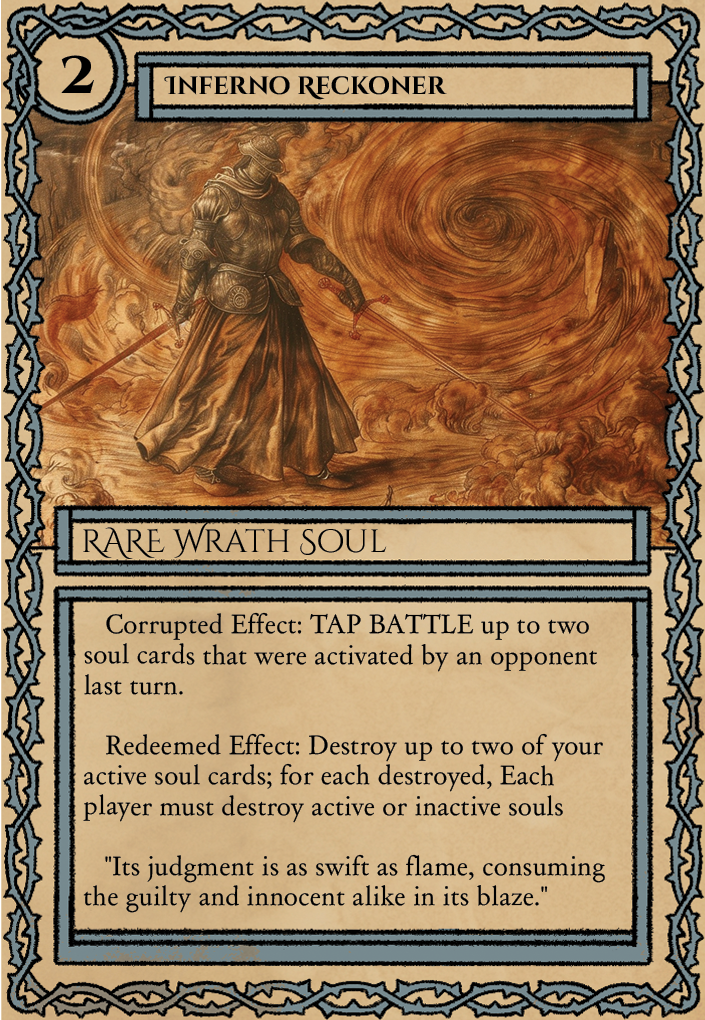 2
Inferno Reckoner
Rare Wrath Soul
Corrupted Effect: TAP BATTLE up to two
soul cards that were activated by an opponent
last turn.
Redeemed Effect: Destroy up to two of your
active soul cards; for each destroyed, Each
player must destroy active or inactive souls
"Its judgment is as swift as flame, consuming
the guilty and innocent alike in its blaze."